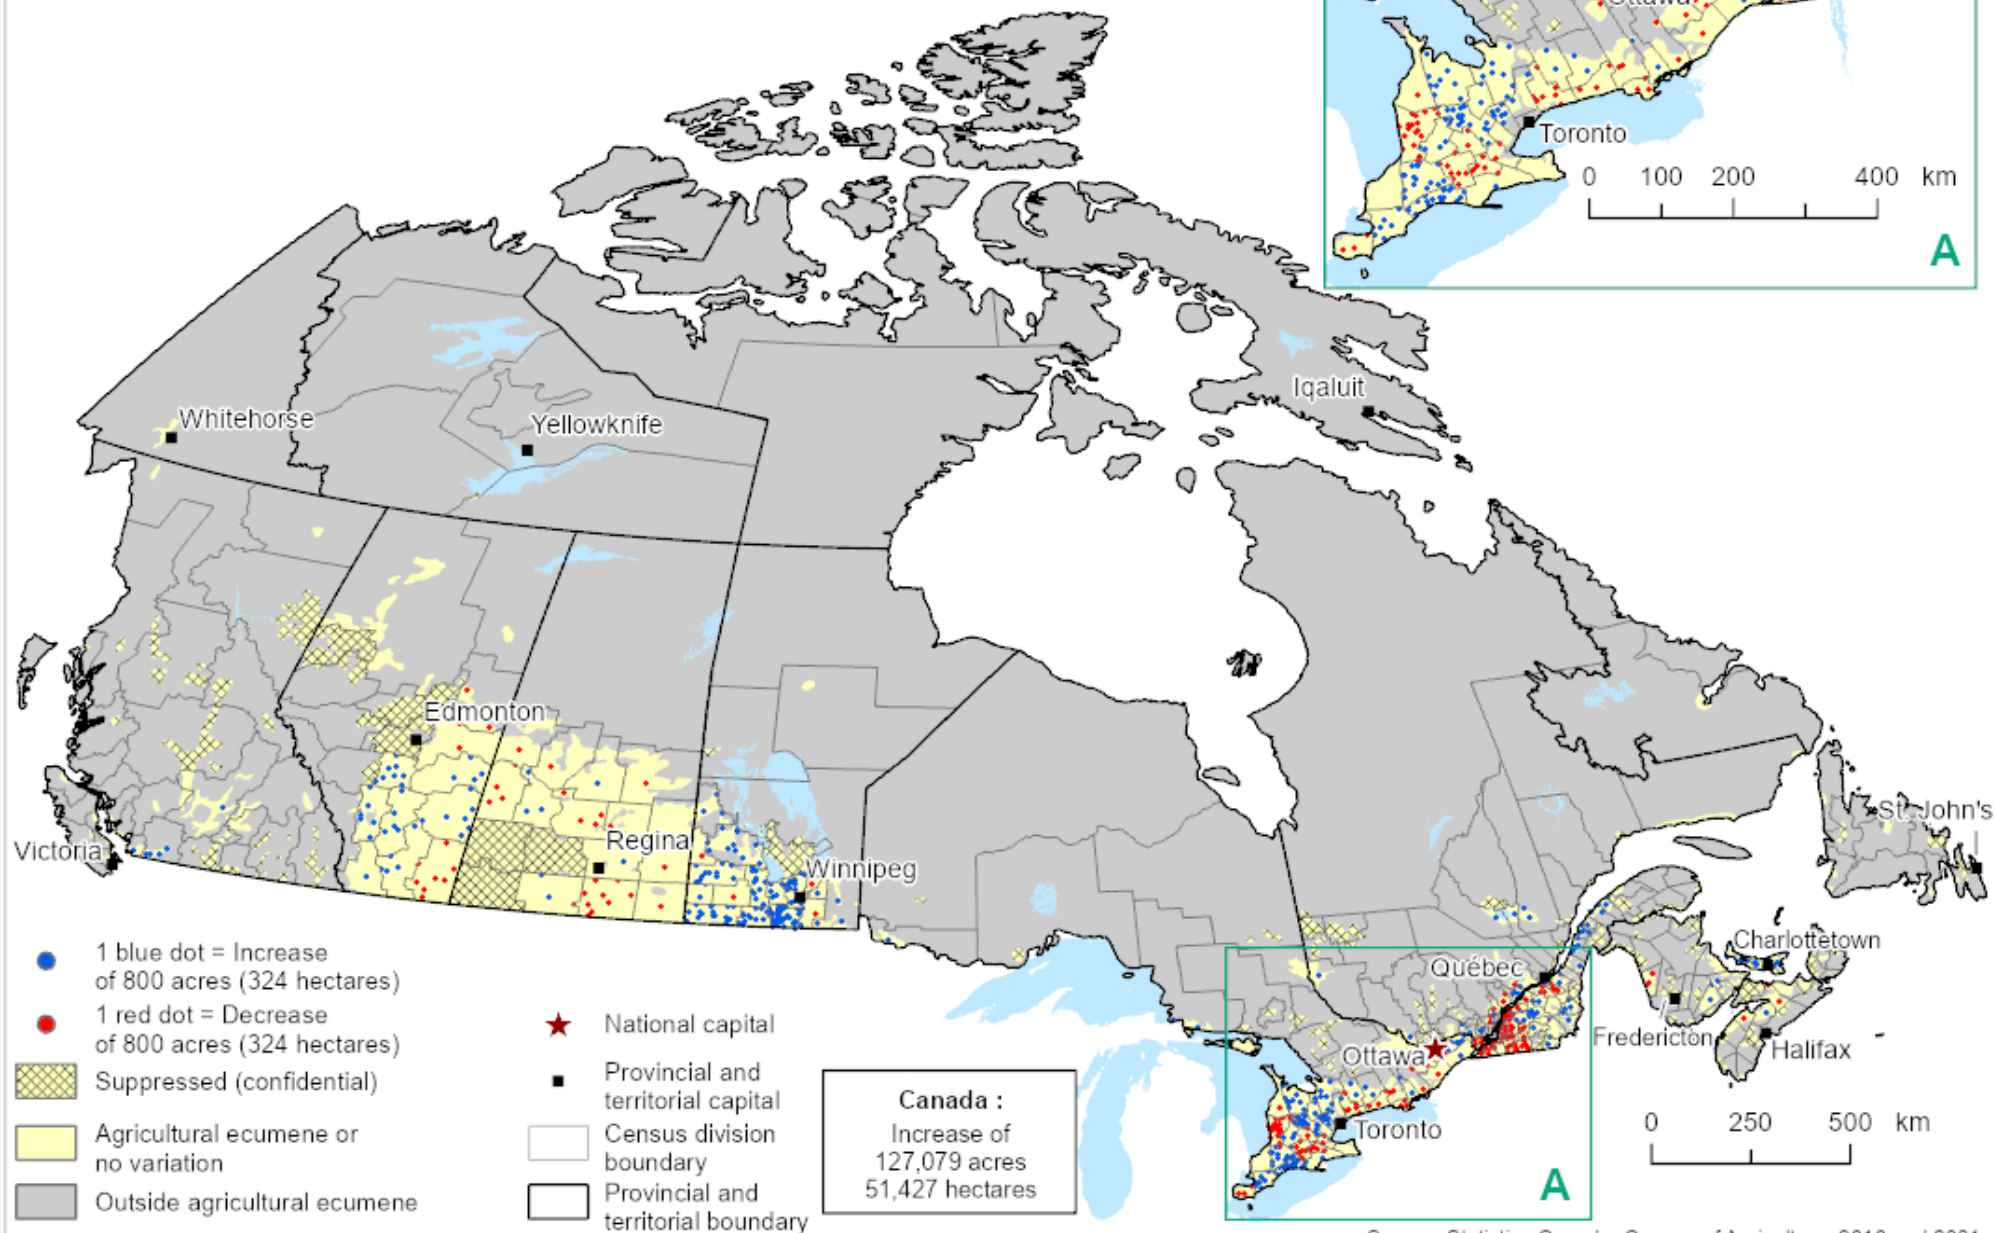 Ottawa
Toronto
0 100 200 400 km
A
Iqaluit
Whitehorse
Yellowknife
Edmonton
Regina
Winnipeg
Victoria
St. John's
Charlottetown
Québec
Fredericton
Halifax
Ottawa
Toronto
A
0 250 500 km
1 blue dot = Increase
of 800 acres (324 hectares)
1 red dot = Decrease
of 800 acres (324 hectares)
Suppressed (confidential)
Agricultural ecumene or
no variation
Outside agricultural ecumene
National capital
Provincial and
territorial capital
Census division
boundary
Provincial and
territorial boundary
Canada :
Increase of
127,079 acres
51,427 hectares